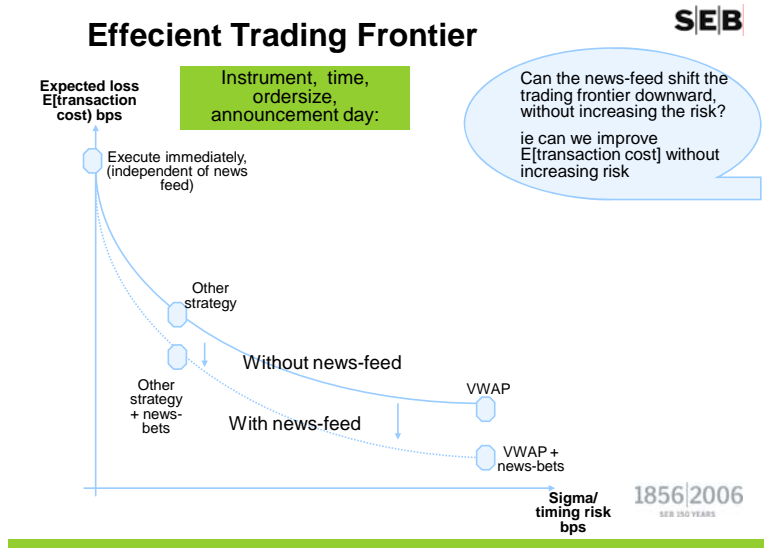 Effecient Trading Frontier
S|E|B
Expected loss
E[transaction
cost) bps
Instrument, time,
ordersize,
announcement day:
Can the news-feed shift the
trading frontier downward,
without increasing the risk?
ie can we improve
E[transaction cost] without
increasing risk
Execute immediately,
(independent of news
feed)
Other
strategy
Without news-feed
VWAP
Other
strategy
+ news-
bets
With news-feed
VWAP +
news-bets
Sigma/
timing risk
bps
1856|2006
SEB 150 YEARS